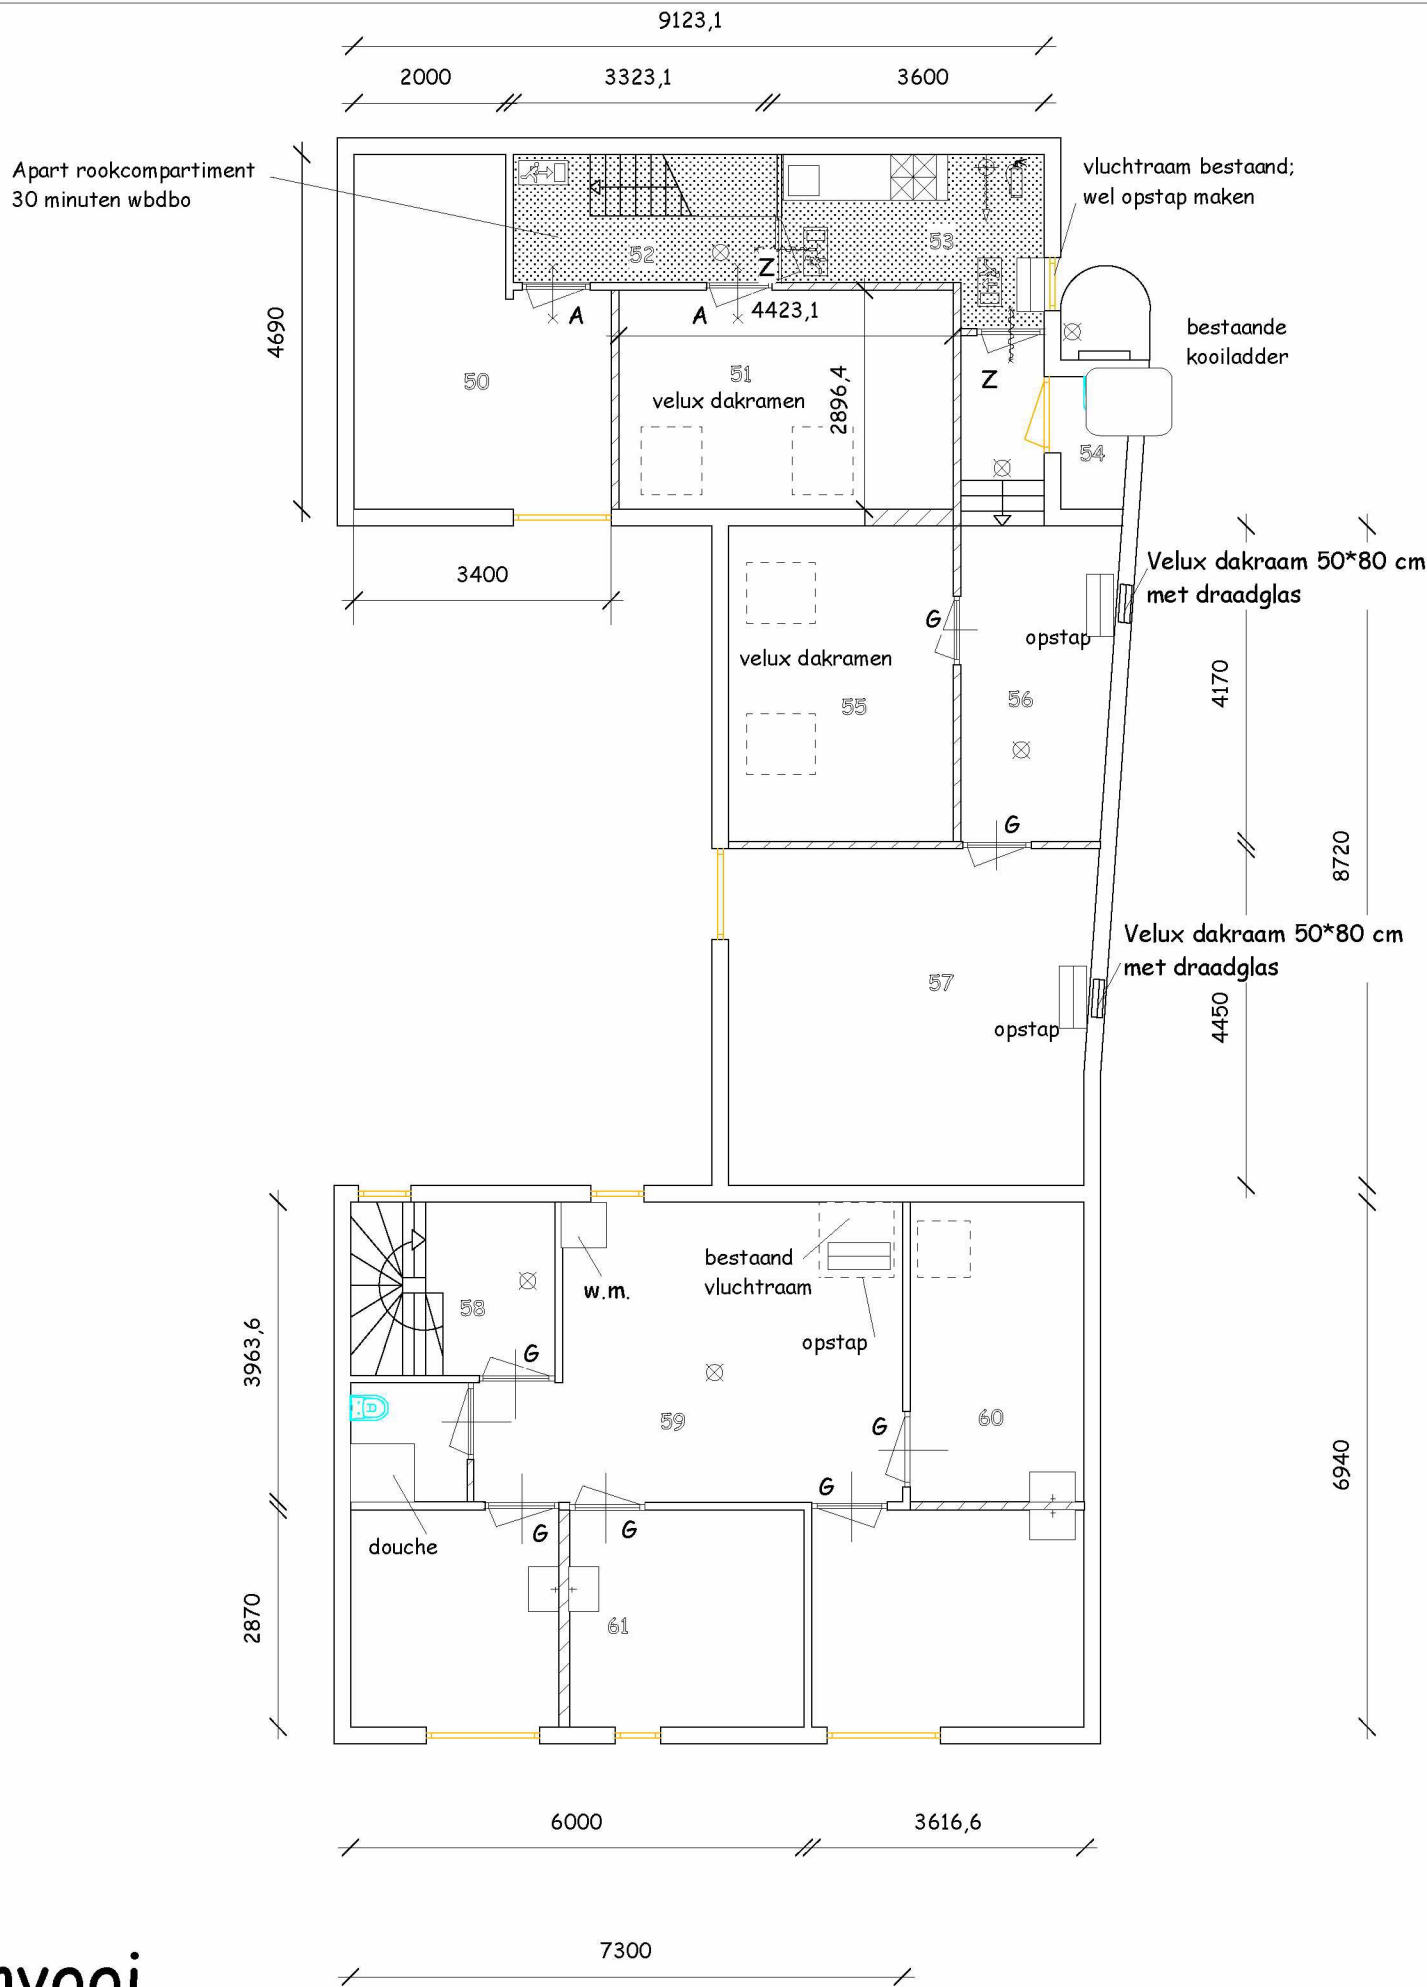 9123,1
2000
3323,1
3600
Apart rookcompartiment
30 minuten wbdbo
vluchtraam bestaand;
wel opstap maken
52
53
Z
4690
A
A
4423,1
bestaande
kooiladder
50
51
velux dakramen
2896,4
Z
54
3400
Velux dakraam 50*80 cm
met draadglas
G
opstap
velux dakramen
55
56
4170
G
8720
Velux dakraam 50*80 cm
met draadglas
57
opstap
4450
bestaand
vluchtraam
w.m.
58
opstap
G
3963,6
59
60
G
G
6940
douche
G
G
2870
61
6000
3616,6
7300